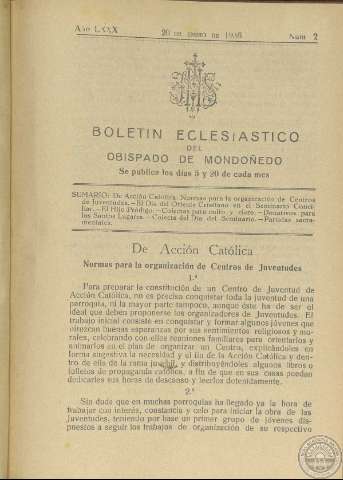 Año LXXX
20 de enero de 1936
Núm 2
BOLETIN ECLESIASTICO
DEL
OBISPADO DE MONDOÑEDO
Se publica los días 5 y 20 de cada mes
SUMARIO: De Acción Católica. Normas para la organización de Centros
de Juventudes.—El Día del Oriente Cristiano en el Seminario Conci-
liar.—El Hijo Pródigo.—Colectas para culto y clero.—Donativos para
los Santos Lugares.—Colecta del Día del Seminario.—Partidas sacra-
mentales.
De Acción Católica
Normas para la organización de Centros de Juventudes
1.ª
Para preparar la constitución de un Centro de Juventud de
Acción Católica, no es preciso conquistar toda la juventud de una
parroquia, ni la mayor parte tampoco, aunque éste ha de ser el
ideal que deben proponerse los organizadores de Juventudes. El
trabajo inicial consiste en conquistar y formar algunos jóvenes que
ofrezcan buenas esperanzas por sus sentimientos religiosos y mo-
rales, celebrando con ellos reuniones familiares para orientarlos y
animarlos en el plan de organizar un Centro, explicándoles en
forma sugestiva la necesidad y el fin de la Acción Católica y den-
tro de ella de la rama juvenil, y distribuyéndoles algunos libros o
folletos de propaganda católica, a fin de que en sus casas puedan
dedicarles sus horas de descanso y leerlos detenidamente.
2.ª
Sin duda que en muchas parroquias ha llegado ya la hora de
trabajar con interés, constancia y celo para iniciar la obra de las
Juventudes, teniendo por base un primer grupo de jóvenes dis-
puestos a seguir los trabajos de organización de su respectivo